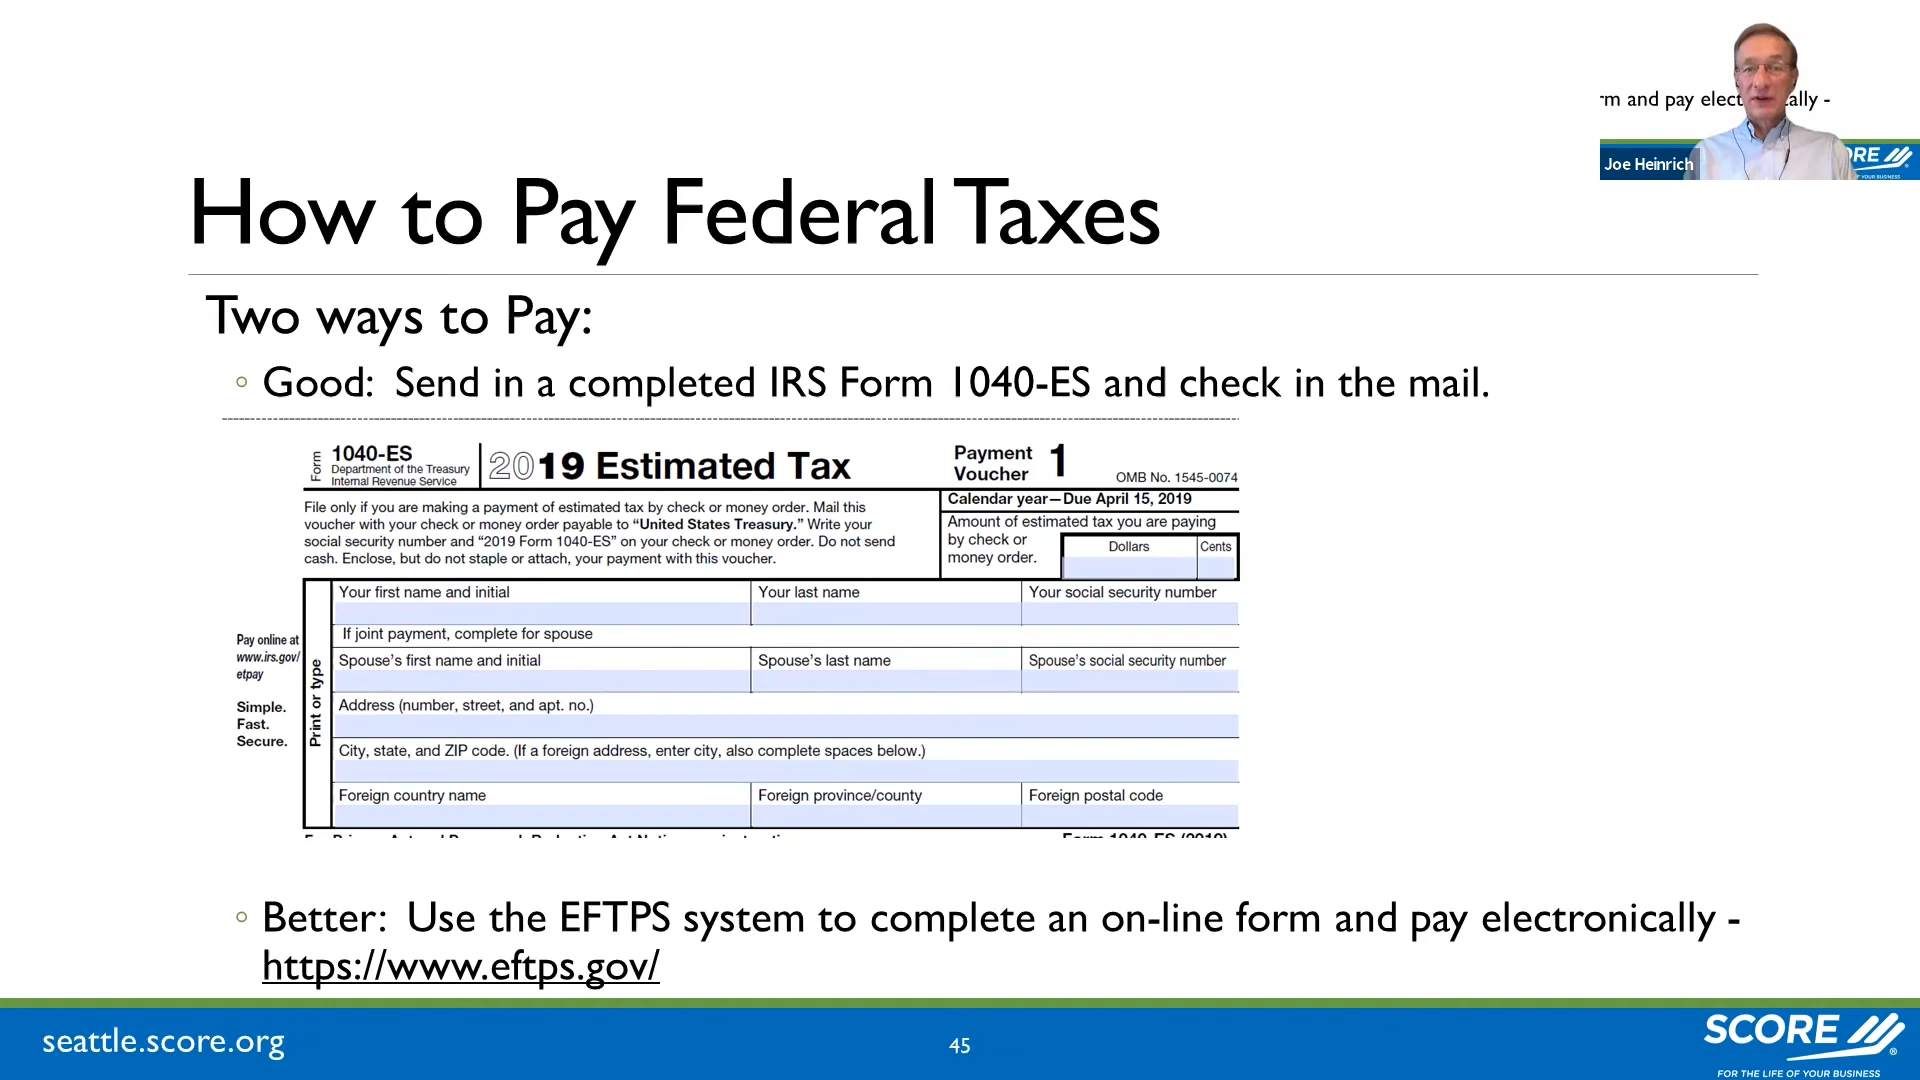 rm and pay elect ally -
Joe Heinrich
ORE
OF YOUR BUSINESS
How to Pay Federal Taxes
Two ways to Pay:
◦ Good: Send in a completed IRS Form 1040-ES and check in the mail.
Form
1040-ES
Department of the Treasury
Internal Revenue Service
2019 Estimated Tax
Payment
Voucher 1
OMB No. 1545-0074
File only if you are making a payment of estimated tax by check or money order. Mail this
voucher with your check or money order payable to “United States Treasury.” Write your
social security number and “2019 Form 1040-ES” on your check or money order. Do not send
cash. Enclose, but do not staple or attach, your payment with this voucher.
Calendar year—Due April 15, 2019
Amount of estimated tax you are paying
by check or
money order.
Dollars
Cents
Pay online at
www.irs.gov/
etpay
Simple.
Fast.
Secure.
Print or type
Your first name and initial
Your last name
Your social security number
If joint payment, complete for spouse
Spouse’s first name and initial
Spouse’s last name
Spouse’s social security number
Address (number, street, and apt. no.)
City, state, and ZIP code. (If a foreign address, enter city, also complete spaces below.)
Foreign country name
Foreign province/county
Foreign postal code
Form 1040-ES (2019)
◦ Better: Use the EFTPS system to complete an on-line form and pay electronically -
https://www.eftps.gov/
seattle.score.org
45
SCORE
®
FOR THE LIFE OF YOUR BUSINESS